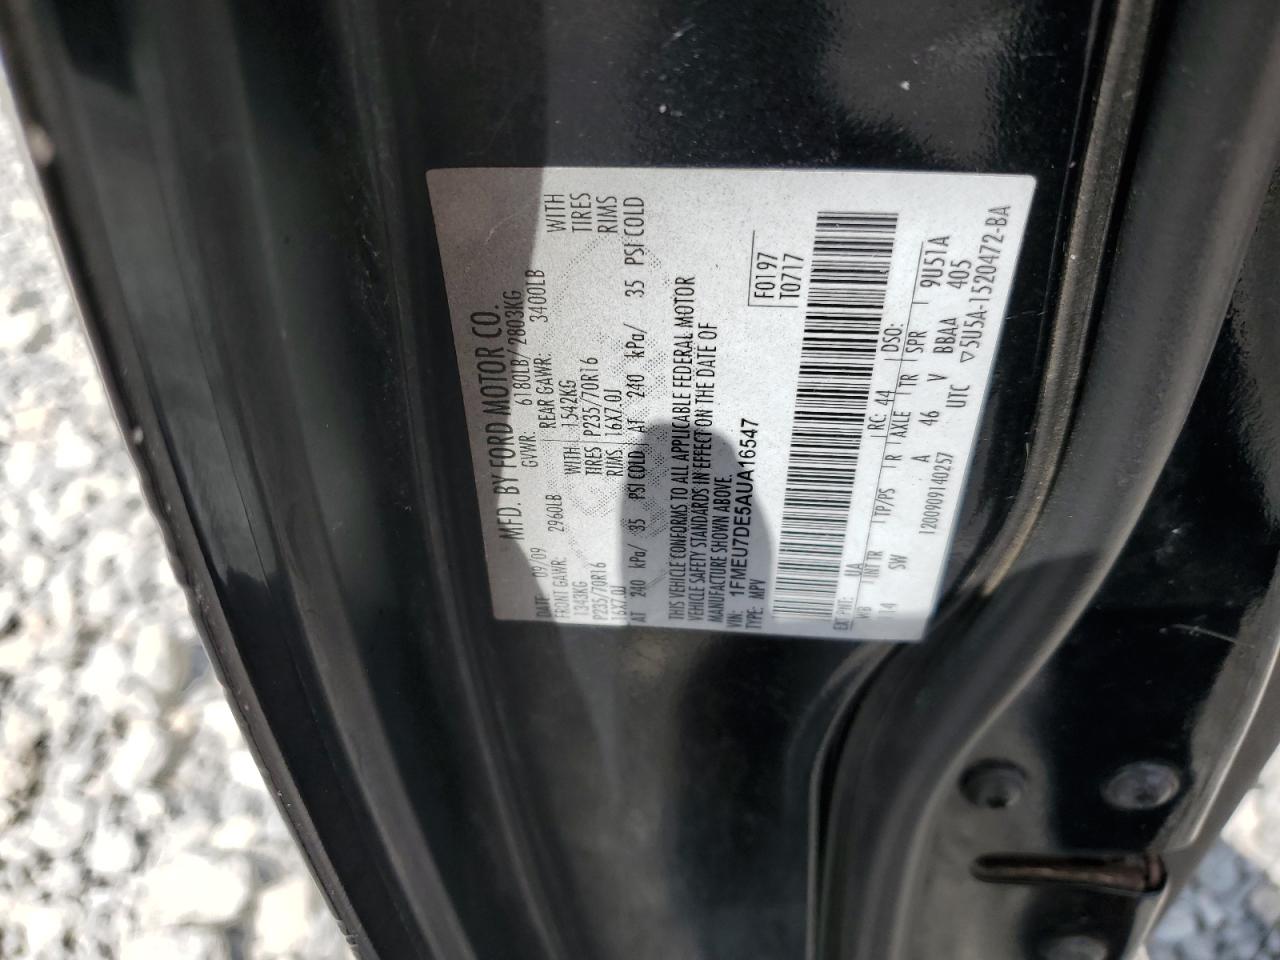 MFD. BY FORD MOTOR CO.
DATE: 09/09 GVWR: 6180LB/ 2803KG
FRONT GAWR: 2960LB REAR GAWR: 3400LB
1343KG WITH 1542KG WITH
P235/70R16 TIRES P235/70R16 TIRES
16X7.0J RIMS 16X7.0J RIMS
AT 240 kPa/ 35 PSI COLD AT 240 kPa/ 35 PSI COLD
THIS VEHICLE CONFORMS TO ALL APPLICABLE FEDERAL MOTOR
VEHICLE SAFETY STANDARDS IN EFFECT ON THE DATE OF
MANUFACTURE SHOWN ABOVE.
VIN: 1FMEU7DE5AUA16547 F0197
TYPE: MPV T0717
EXT PNT: UA RC: 44 DSO:
WB INT TR TP/PS R AXLE TR SPR 9U51A
14 SW A 46 V BBAA 405
1200909140257 UTC ▽5U5A-1520472-BA